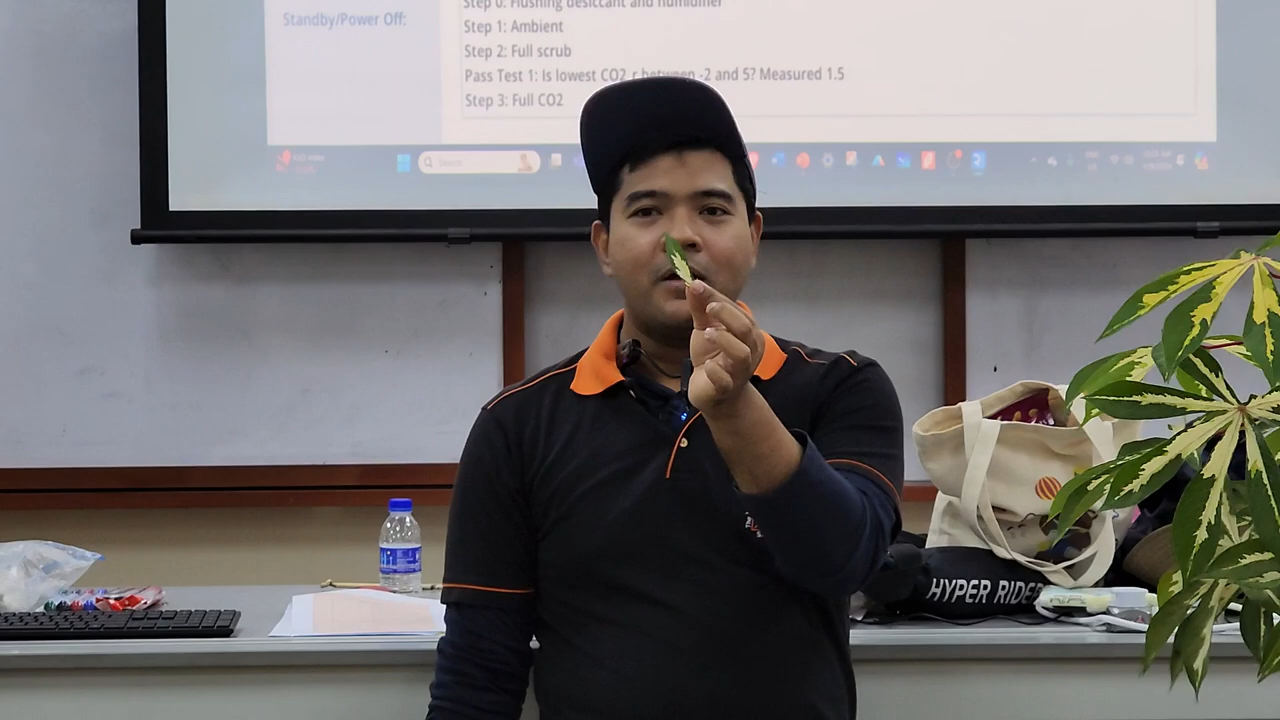 Step 0: Flushing desiccant and humidifier
Standby/Power Off:
Step 1: Ambient
Step 2: Full scrub
Pass Test 1: Is lowest CO2_r between -2 and 5? Measured 1.5
Step 3: Full CO2
Search
HYPER RIDER